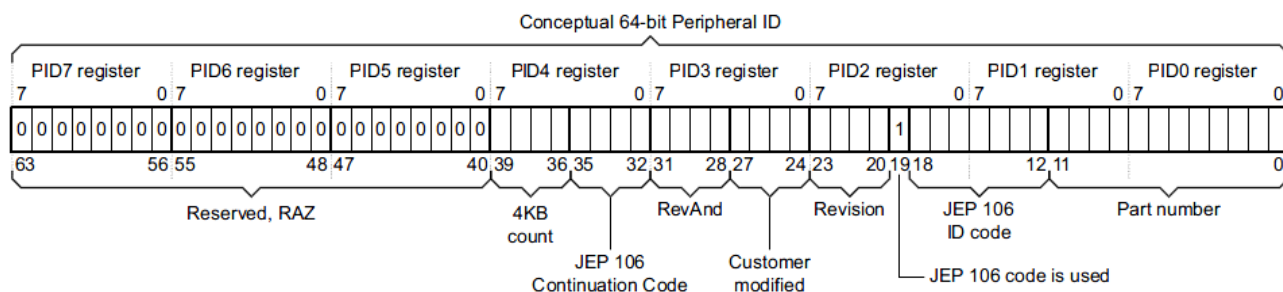 Conceptual 64-bit Peripheral ID
PID7 register PID6 register PID5 register PID4 register PID3 register PID2 register PID1 register PID0 register
7 0 7 0 7 0 7 0 7 0 7 0 7 0 7 0
0 0 0 0 0 0 0 0 0 0 0 0 0 0 0 0 0 0 0 0 0 0 0 0 1
63 56 55 48 47 40 39 36 35 32 31 28 27 24 23 20 19 18 12 11 0
Reserved, RAZ 4KB RevAnd Revision JEP 106 Part number
count ID code
JEP 106 Customer JEP 106 code is used
Continuation Code modified